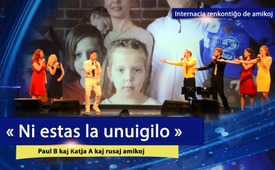 Internacia renkontiĝo de amikoj
« Ni estas la unuigilo »
Paul B kaj Katja A kaj rusaj amikoj